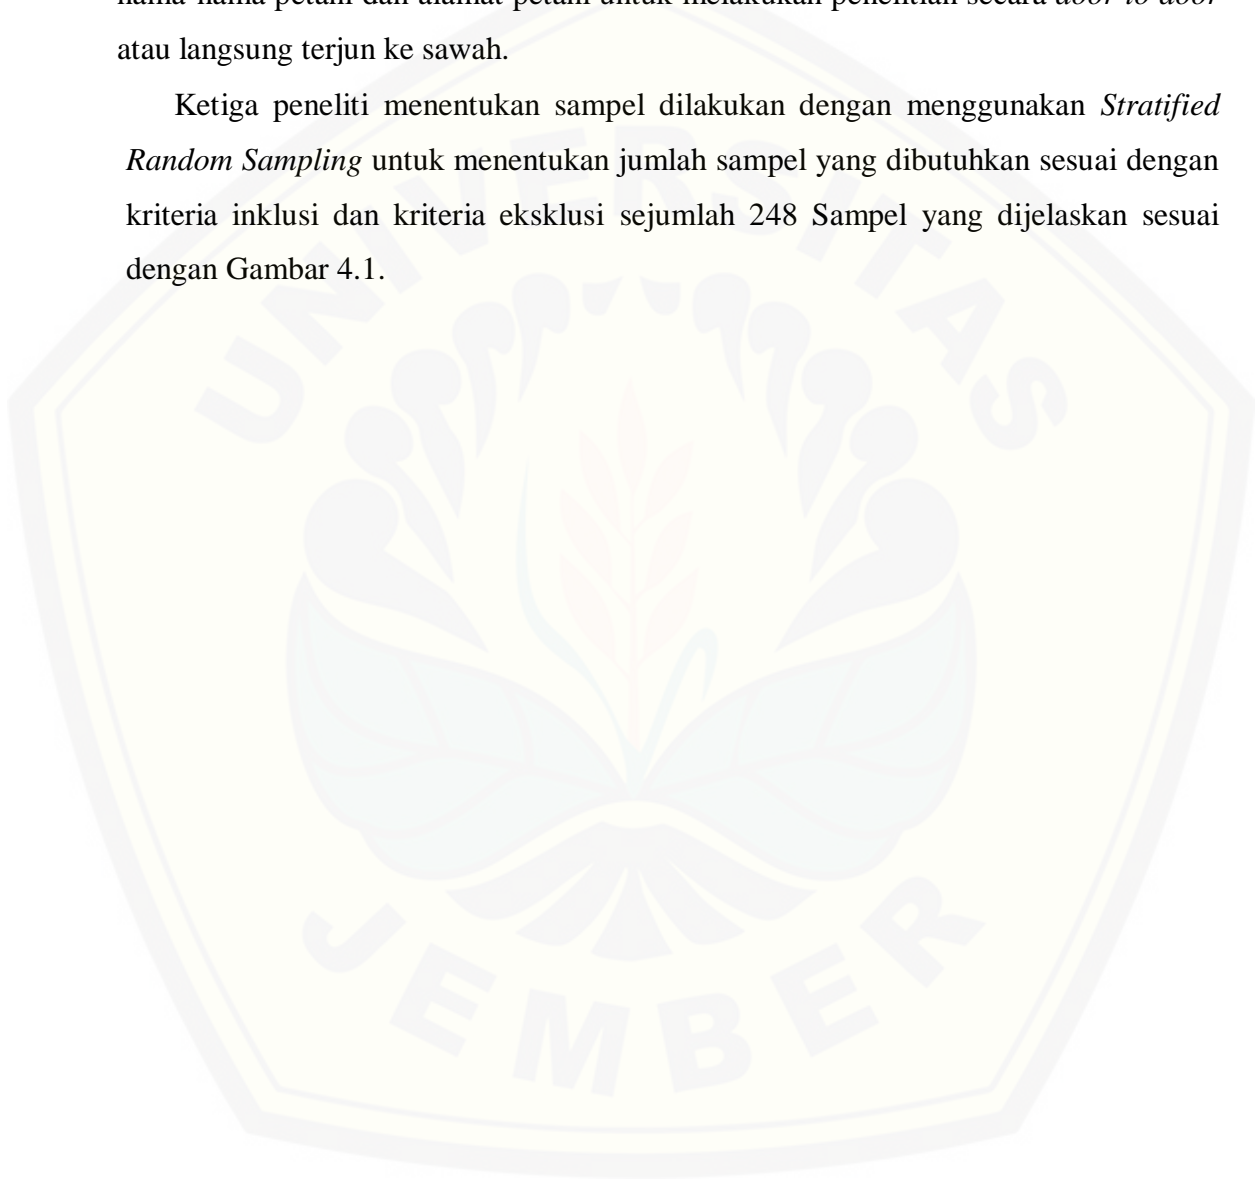 nama-nama petani dan alamat petani untuk melakukan penelitian secara door to door
atau langsung terjun ke sawah.
Ketiga peneliti menentukan sampel dilakukan dengan menggunakan Stratified
Random Sampling untuk menentukan jumlah sampel yang dibutuhkan sesuai dengan
kriteria inklusi dan kriteria eksklusi sejumlah 248 Sampel yang dijelaskan sesuai
dengan Gambar 4.1.
UNIVERSITAS
JEMBER